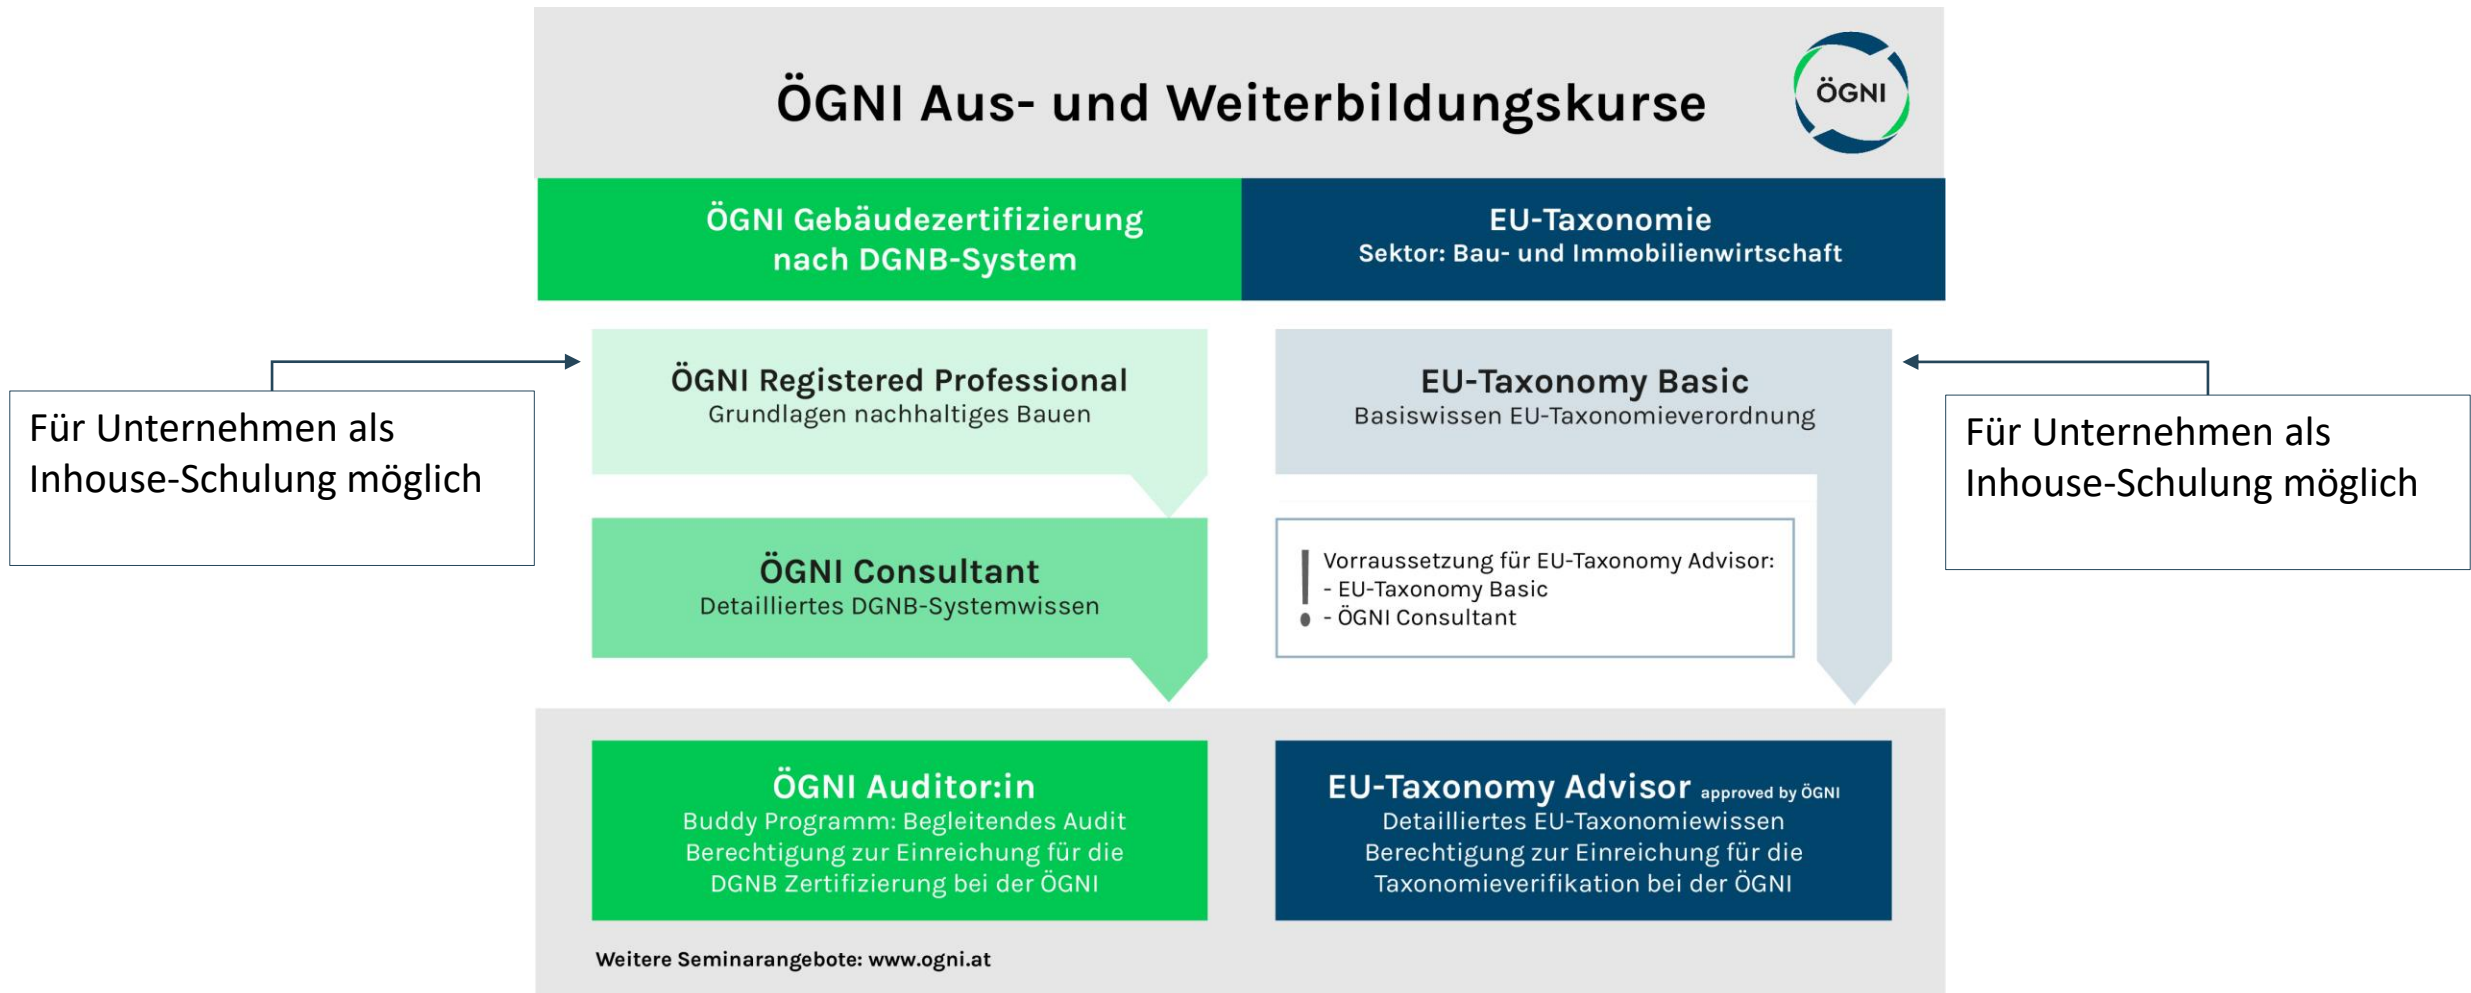 ÖGNI Aus- und Weiterbildungskurse
ÖGNI
ÖGNI Gebäudezertifizierung
nach DGNB-System
EU-Taxonomie
Sektor: Bau- und Immobilienwirtschaft
Für Unternehmen als
Inhouse-Schulung möglich
ÖGNI Registered Professional
Grundlagen nachhaltiges Bauen
EU-Taxonomy Basic
Basiswissen EU-Taxonomieverordnung
Für Unternehmen als
Inhouse-Schulung möglich
ÖGNI Consultant
Detailliertes DGNB-Systemwissen
! Vorraussetzung für EU-Taxonomy Advisor:
- EU-Taxonomy Basic
- ÖGNI Consultant
ÖGNI Auditor:in
Buddy Programm: Begleitendes Audit
Berechtigung zur Einreichung für die
DGNB Zertifizierung bei der ÖGNI
EU-Taxonomy Advisor approved by ÖGNI
Detailliertes EU-Taxonomiewissen
Berechtigung zur Einreichung für die
Taxonomieverifikation bei der ÖGNI
Weitere Seminarangebote: www.ogni.at